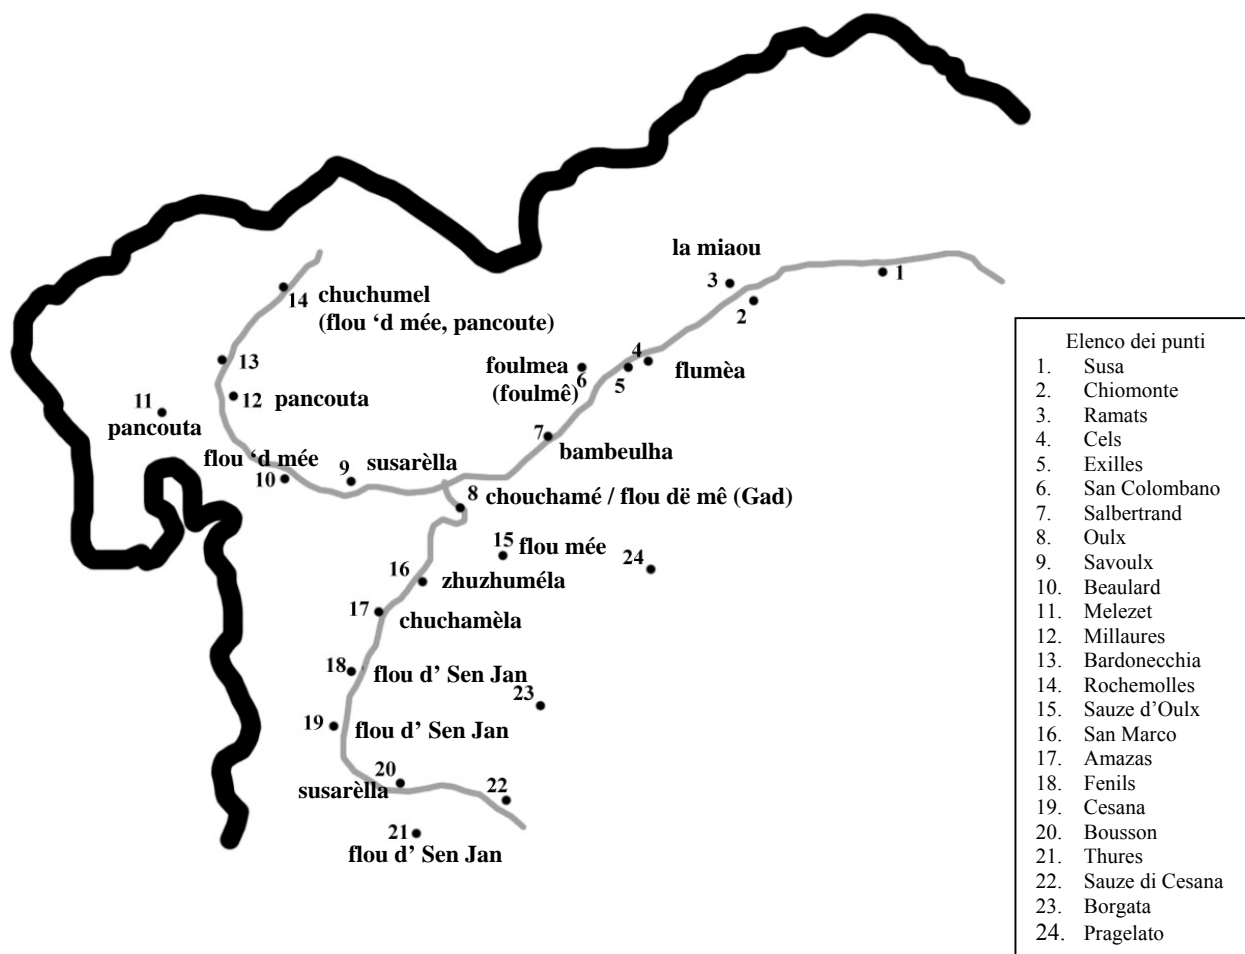 la miaou
3
1
2
14
chuchumel
(flou ‘d mée, pancoute)
13
foulmea
(foulmê)
6
4
5
flumèa
12
pancouta
11
pancouta
7
bambeulha
flou ‘d mée
10
9
susarèlla
8
chouchamé / flou dë mê (Gad)
15
flou mée
24
16
zhuzhuméla
17
chuchamèla
18
flou d’ Sen Jan
23
19
flou d’ Sen Jan
20
susarèlla
22
21
flou d’ Sen Jan
Elenco dei punti
1. Susa
2. Chiomonte
3. Ramats
4. Cels
5. Exilles
6. San Colombano
7. Salbertrand
8. Oulx
9. Savoulx
10. Beaulard
11. Melezet
12. Millaures
13. Bardonecchia
14. Rochemolles
15. Sauze d’Oulx
16. San Marco
17. Amazas
18. Fenils
19. Cesana
20. Bousson
21. Thures
22. Sauze di Cesana
23. Borgata
24. Pragelato